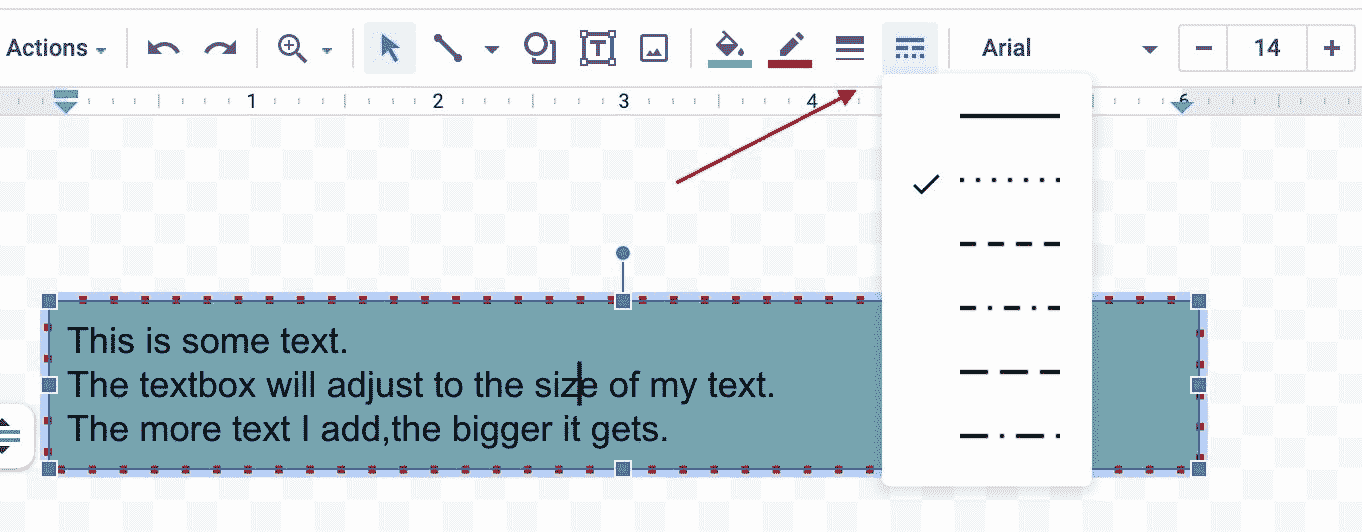 Actions
Arial
− 14 +
1 2 3 4 6
This is some text.
The textbox will adjust to the size of my text.
The more text I add,the bigger it gets.